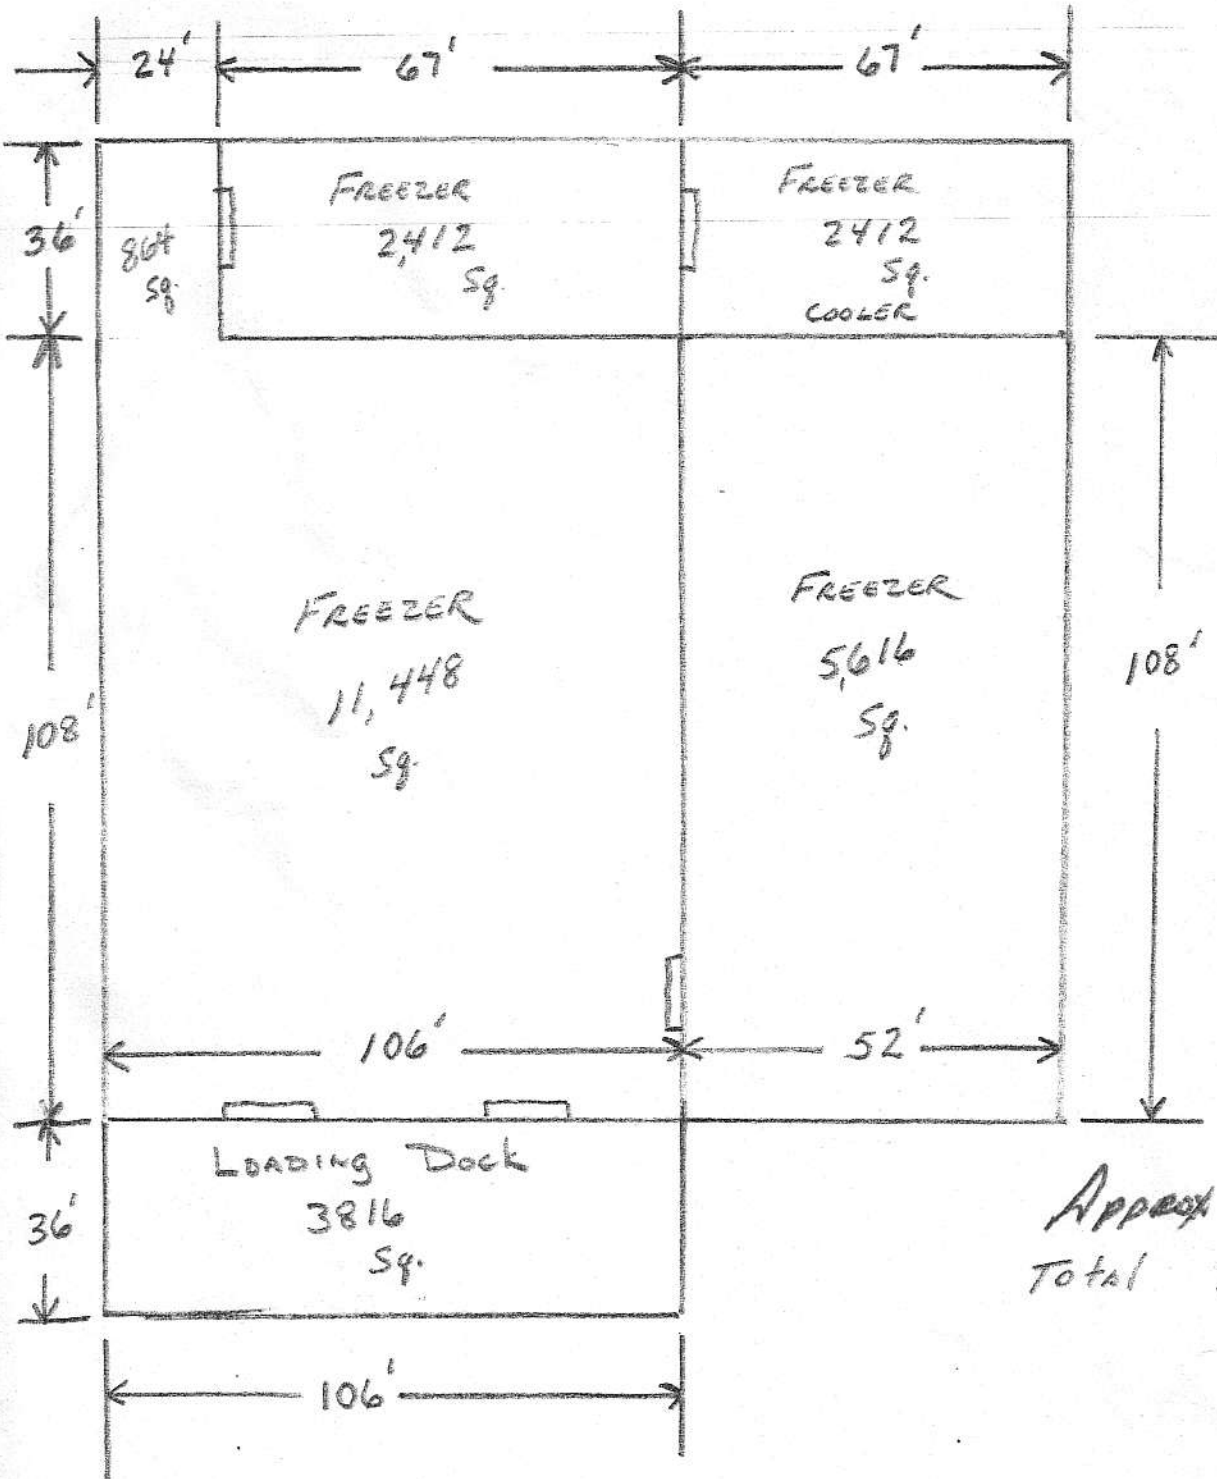 24' 67' 67'
36'
864
Sq.
FREEZER
2,412
Sq.
FREEZER
2412
Sq.
COOLER
108'
FREEZER
11,448
Sq.
FREEZER
5,616
Sq.
108'
106' 52'
36'
LOADING DOCK
3816
Sq.
APPROX
TOTAL
106'